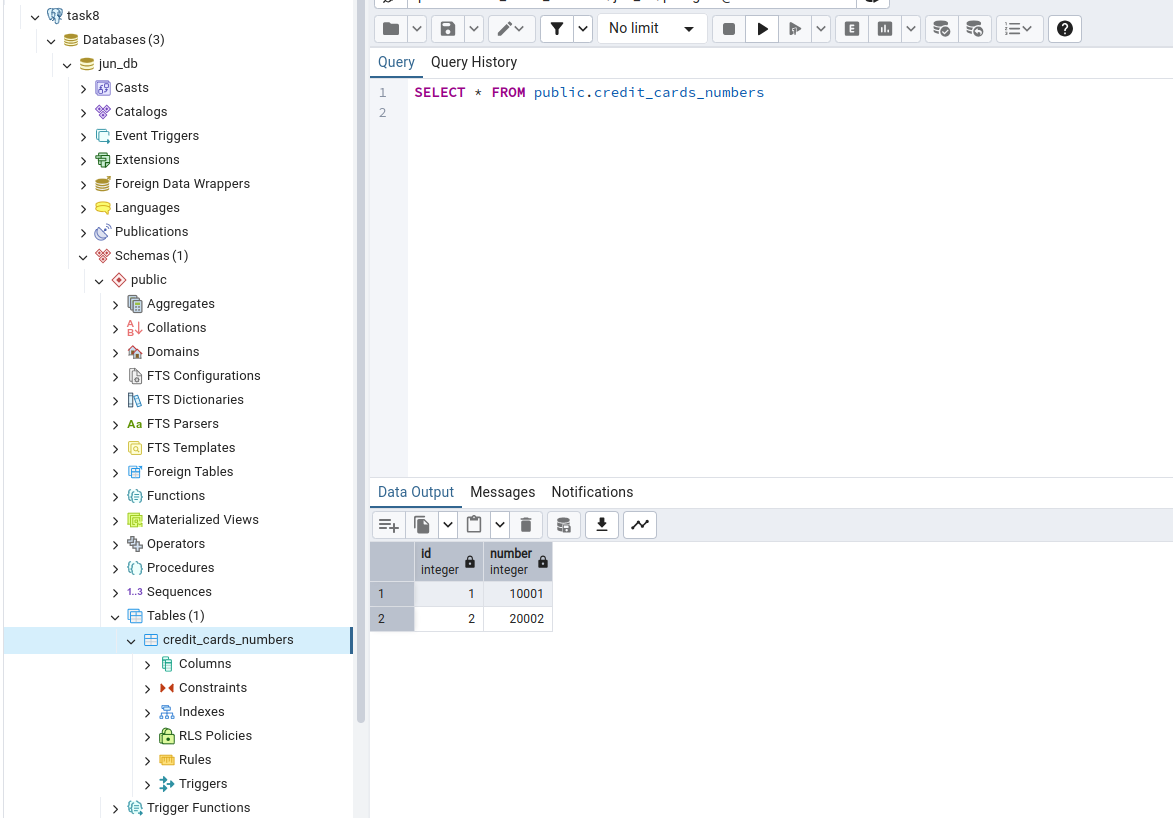 task8
Databases (3)
jun_db
Casts
Catalogs
Event Triggers
Extensions
Foreign Data Wrappers
Languages
Publications
Schemas (1)
public
Aggregates
Collations
Domains
FTS Configurations
FTS Dictionaries
Aa FTS Parsers
FTS Templates
Foreign Tables
Functions
Materialized Views
Operators
Procedures
1..3 Sequences
Tables (1)
credit_cards_numbers
Columns
Constraints
Indexes
RLS Policies
Rules
Triggers
Trigger Functions
No limit
E
Query Query History
1 SELECT * FROM public.credit_cards_numbers
2
Data Output Messages Notifications
id number
integer integer
1 1 10001
2 2 20002